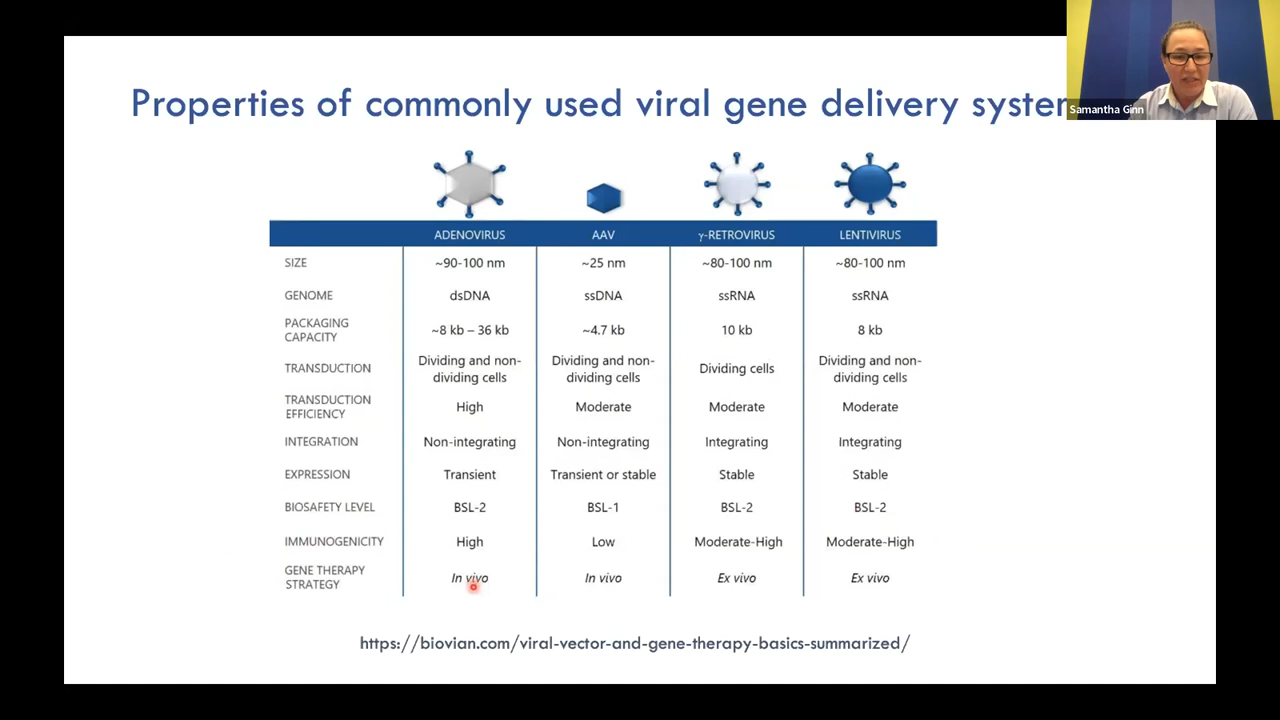 Properties of commonly used viral gene delivery system
Samantha Ginn
ADENOVIRUS AAV γ-RETROVIRUS LENTIVIRUS
SIZE ~90-100 nm ~25 nm ~80-100 nm ~80-100 nm
GENOME dsDNA ssDNA ssRNA ssRNA
PACKAGING
CAPACITY ~8 kb – 36 kb ~4.7 kb 10 kb 8 kb
TRANSDUCTION Dividing and non- Dividing and non- Dividing cells Dividing and non-
dividing cells dividing cells dividing cells
TRANSDUCTION
EFFICIENCY High Moderate Moderate Moderate
INTEGRATION Non-integrating Non-integrating Integrating Integrating
EXPRESSION Transient Transient or stable Stable Stable
BIOSAFETY LEVEL BSL-2 BSL-1 BSL-2 BSL-2
IMMUNOGENICITY High Low Moderate-High Moderate-High
GENE THERAPY
STRATEGY In vivo In vivo Ex vivo Ex vivo
https://biovian.com/viral-vector-and-gene-therapy-basics-summarized/